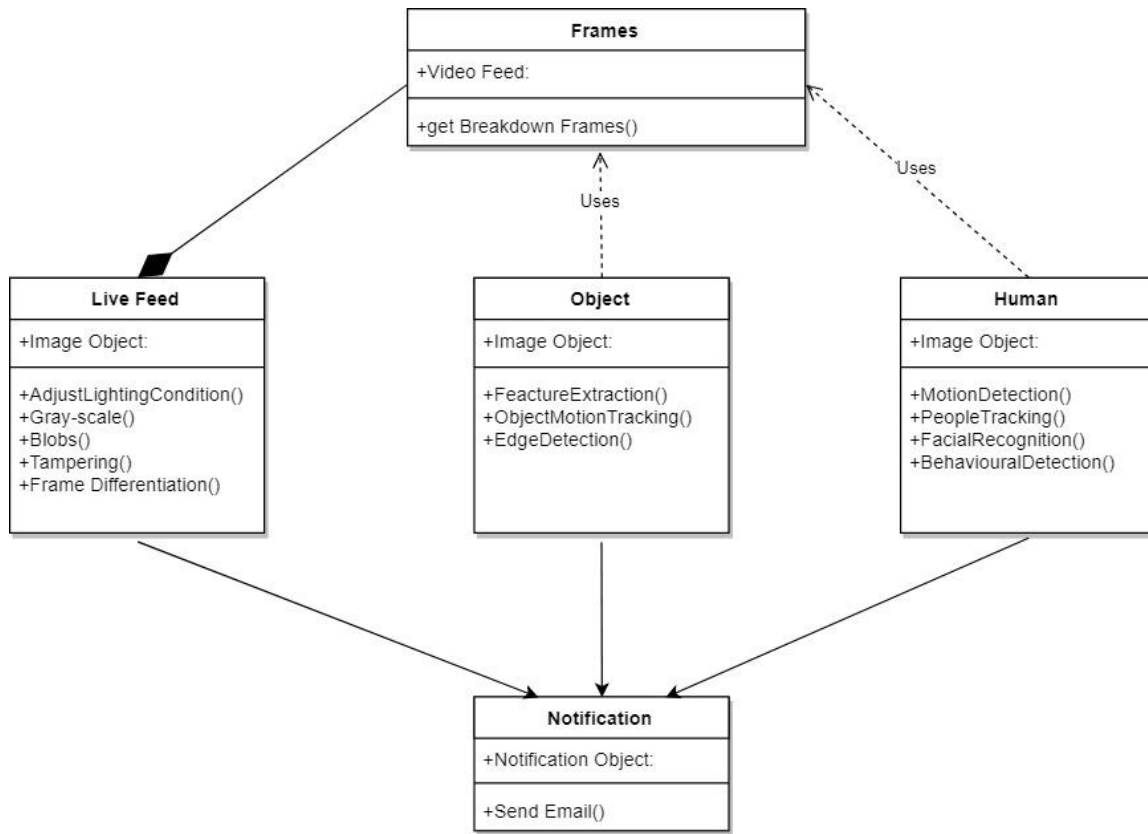 Frames
+Video Feed:
+get Breakdown Frames()
Uses
Uses
Live Feed
+Image Object:
+AdjustLightingCondition()
+Gray-scale()
+Blobs()
+Tampering()
+Frame Differentiation()
Object
+Image Object:
+FeactureExtraction()
+ObjectMotionTracking()
+EdgeDetection()
Human
+Image Object:
+MotionDetection()
+PeopleTracking()
+FacialRecognition()
+BehaviouralDetection()
Notification
+Notification Object:
+Send Email()